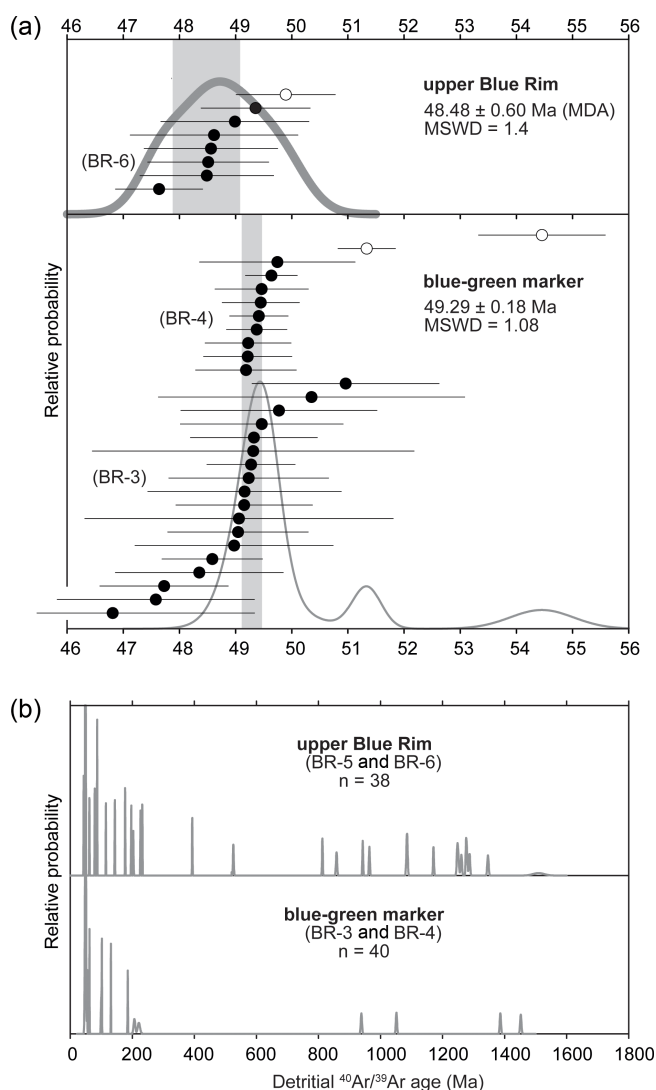 (a)
46 47 48 49 50 51 52 53 54 55 56
upper Blue Rim
48.48 ± 0.60 Ma (MDA)
MSWD = 1.4
(BR-6)
blue-green marker
49.29 ± 0.18 Ma
MSWD = 1.08
(BR-4)
(BR-3)
Relative probability
46 47 48 49 50 51 52 53 54 55 56
(b)
upper Blue Rim
(BR-5 and BR-6)
n = 38
blue-green marker
(BR-3 and BR-4)
n = 40
Relative probability
0 200 400 600 800 1000 1200 1400 1600 1800
Detritial ⁴⁰Ar/³⁹Ar age (Ma)